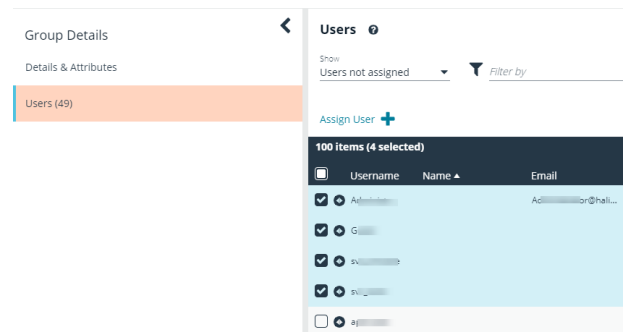 Group Details
Details & Attributes
Users (49)
Users
Show
Users not assigned
Filter by
Assign User
100 items (4 selected)
Username Name Email